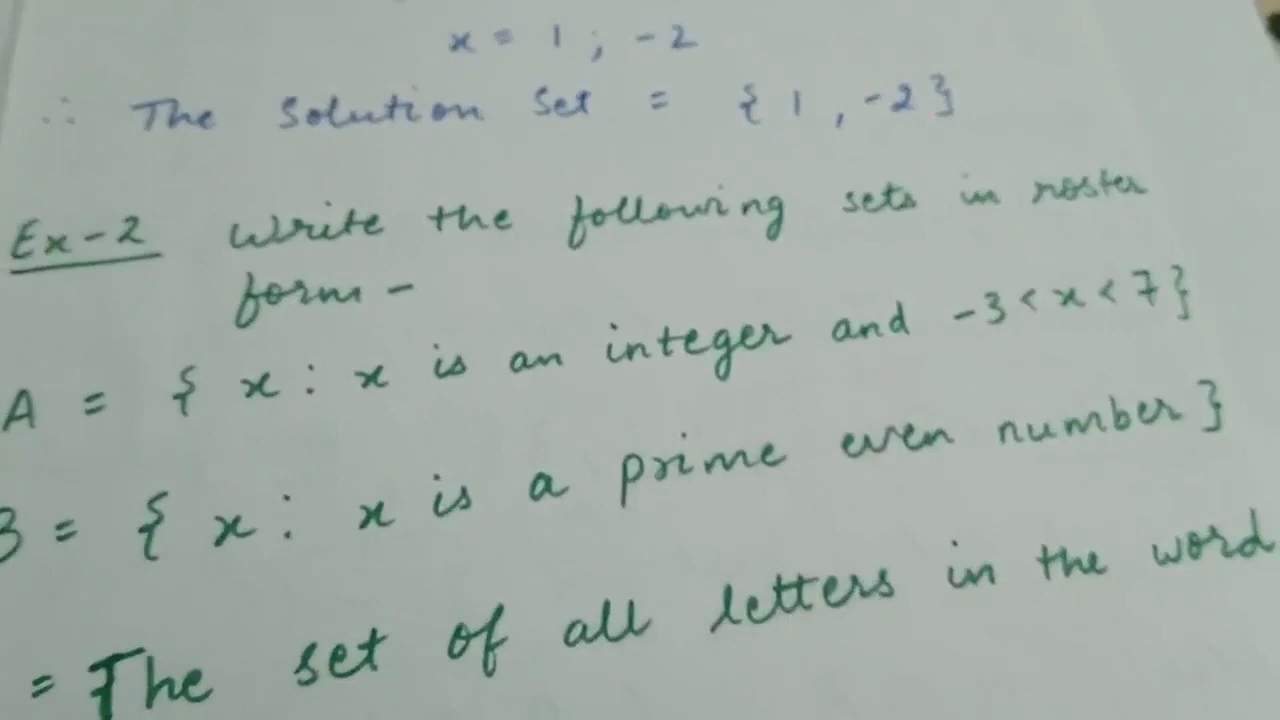 x = 1 ; -2
∴ The Solution Set = { 1 , -2 }
Ex-2 Write the following sets in roster
form -
A = { x : x is an integer and -3 < x < 7 }
B = { x : x is a prime even number }
= The set of all letters in the word